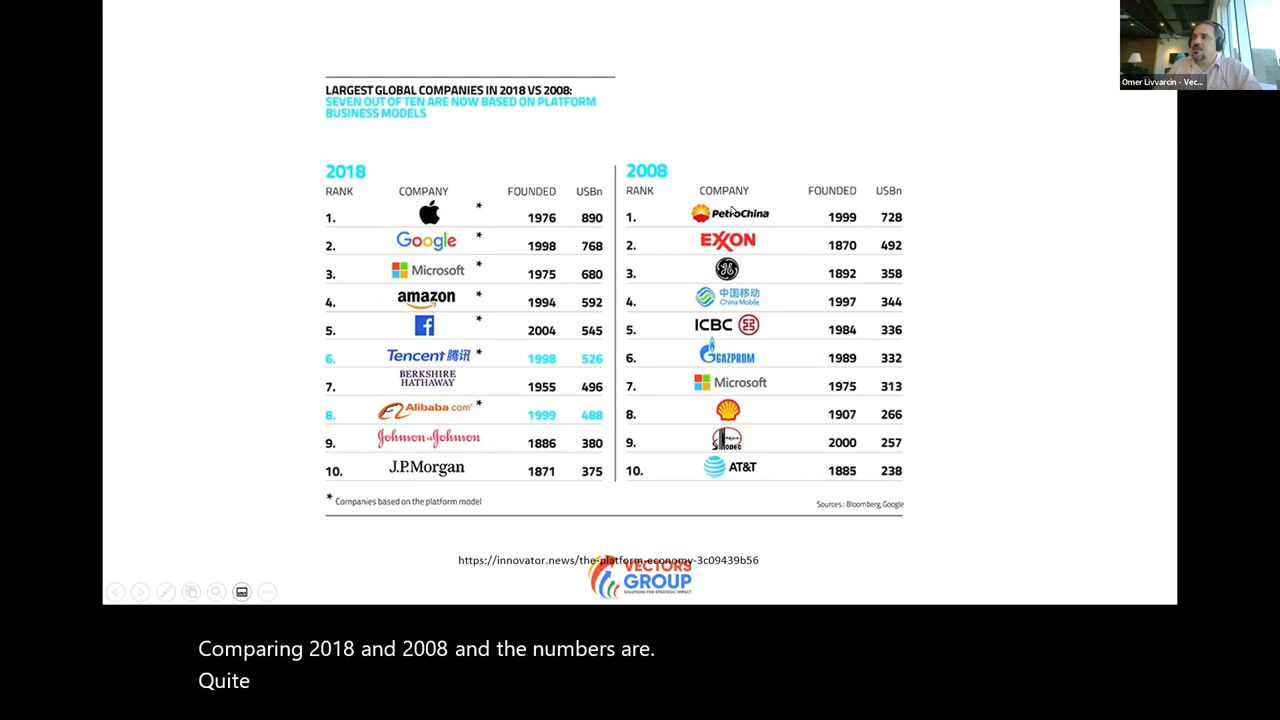 Omer Livvarcin - Vec...
LARGEST GLOBAL COMPANIES IN 2018 VS 2008:
SEVEN OUT OF TEN ARE NOW BASED ON PLATFORM
BUSINESS MODELS
2018
RANK COMPANY FOUNDED USBn
1. * 1976 890
2. Google * 1998 768
3. Microsoft * 1975 680
4. amazon * 1994 592
5. f * 2004 545
6. Tencent 腾讯 * 1998 526
7. BERKSHIRE HATHAWAY 1955 496
8. Alibaba.com * 1999 488
9. Johnson & Johnson 1886 380
10. J.P.Morgan 1871 375
* Companies based on the platform model
2008
RANK COMPANY FOUNDED USBn
1. PetroChina 1999 728
2. EXXON 1870 492
3. GE 1892 358
4. 中国移动 China Mobile 1997 344
5. ICBC 1984 336
6. GAZPROM 1989 332
7. Microsoft 1975 313
8. 1907 266
9. 2000 257
10. AT&T 1885 238
Sources: Bloomberg, Google
https://innovator.news/the-platform-economy-3c09439b56
VECTORS
GROUP
SOLUTIONS FOR STRATEGIC IMPACT
Comparing 2018 and 2008 and the numbers are.
Quite